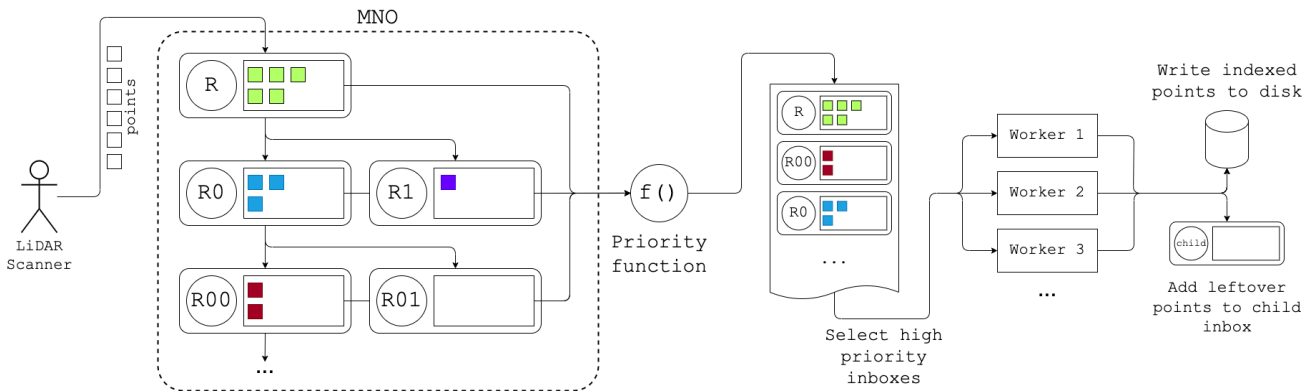 MNO
points
LiDAR
Scanner
R
R0
R1
R00
R01
...
f()
Priority
function
R
R00
R0
...
Select high
priority
inboxes
Worker 1
Worker 2
Worker 3
...
Write indexed
points to disk
child
Add leftover
points to child
inbox